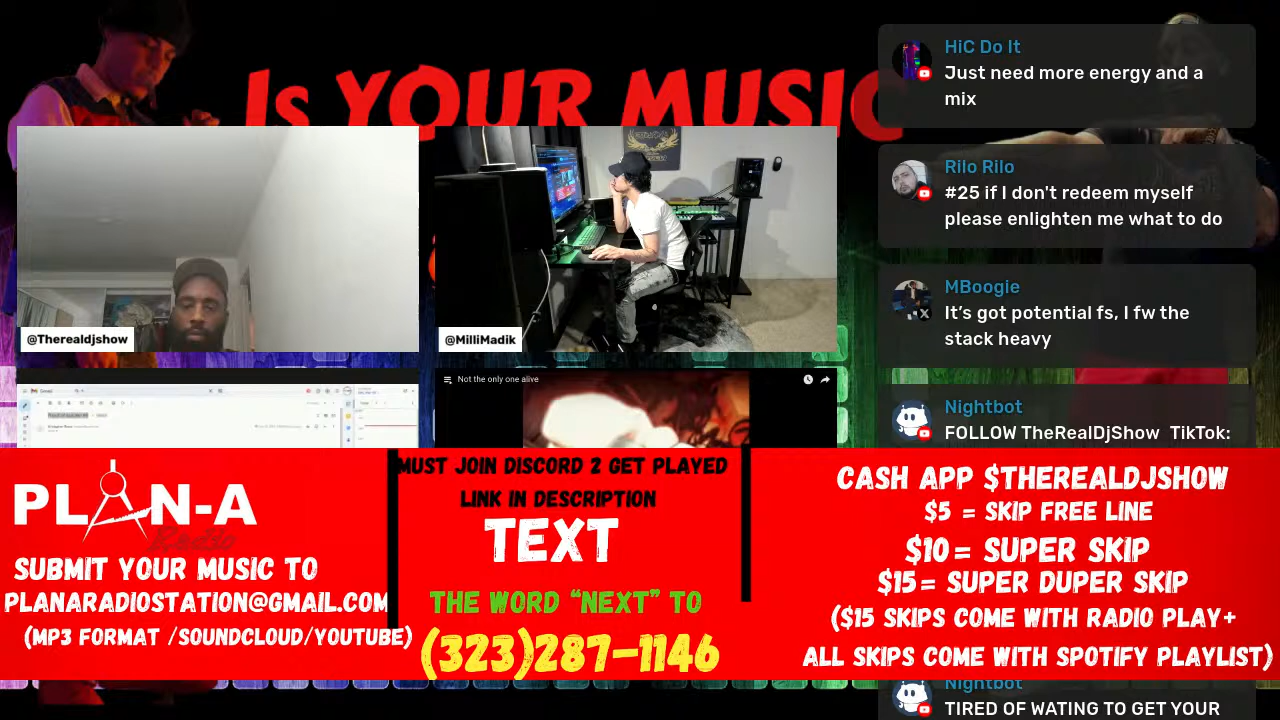 Is YOUR MUSIC
@Therealdjshow
@MilliMadik
Not the only one alive
HiC Do It
Just need more energy and a
mix
Rilo Rilo
#25 if I don't redeem myself
please enlighten me what to do
MBoogie
It's got potential fs, I fw the
stack heavy
Nightbot
FOLLOW TheRealDjShow TikTok:
PLAN-A
Radio
SUBMIT YOUR MUSIC TO
PLANARADIOSTATION@GMAIL.COM
(MP3 FORMAT /SOUNDCLOUD/YOUTUBE)
MUST JOIN DISCORD 2 GET PLAYED
LINK IN DESCRIPTION
TEXT
THE WORD “NEXT” TO
(323)287-1146
CASH APP $THEREALDJSHOW
$5 = SKIP FREE LINE
$10= SUPER SKIP
$15= SUPER DUPER SKIP
($15 SKIPS COME WITH RADIO PLAY+
ALL SKIPS COME WITH SPOTIFY PLAYLIST)
Nightbot
TIRED OF WATING TO GET YOUR